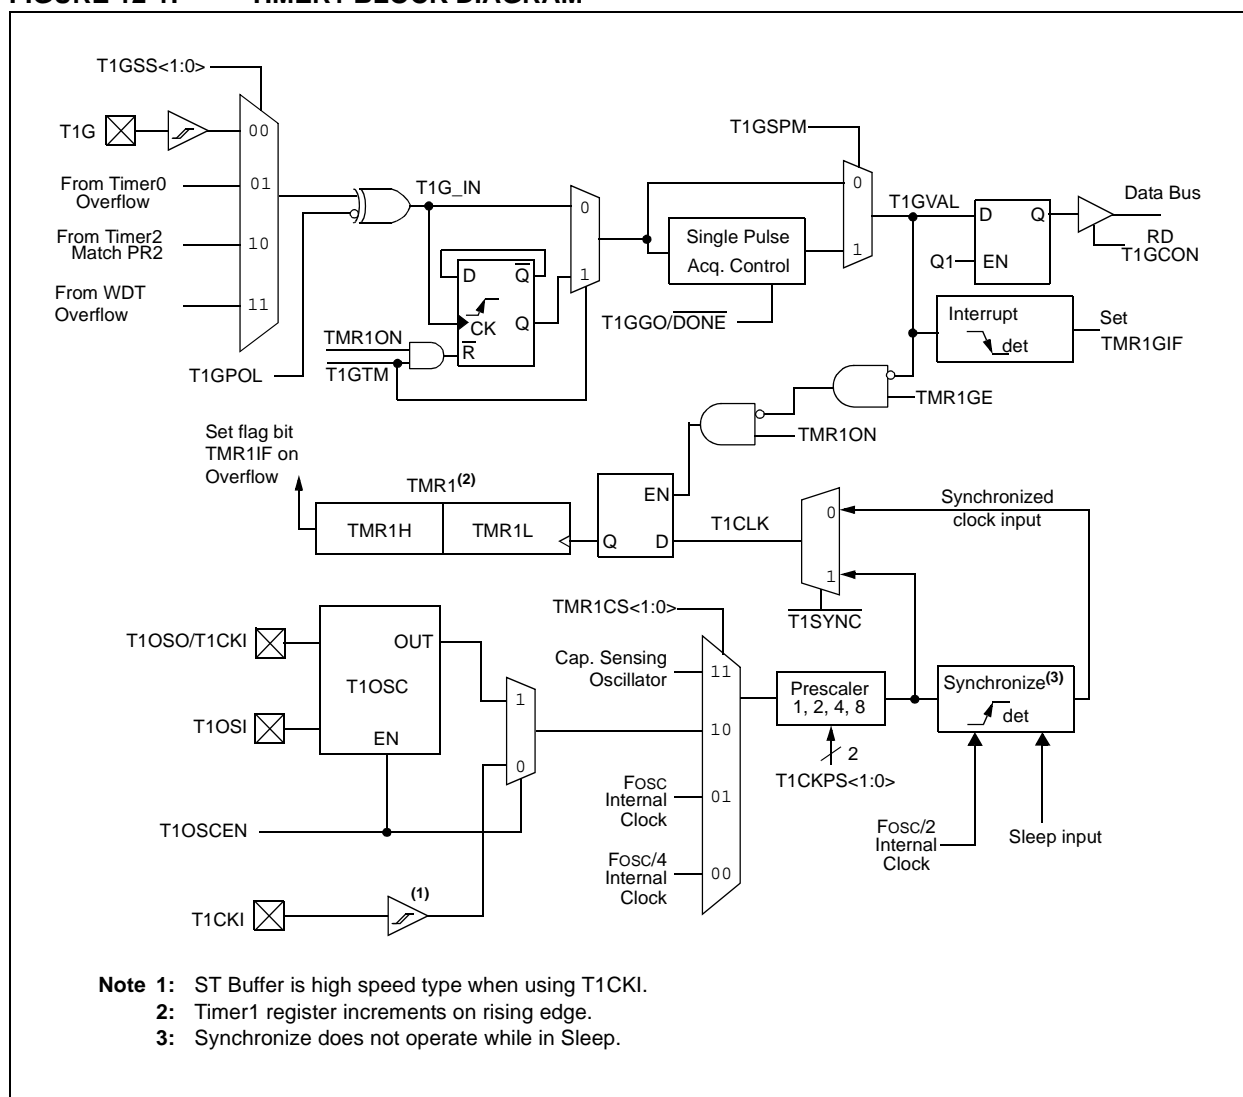 T1GSS<1:0>
T1G
00
From Timer0
Overflow
01
From Timer2
Match PR2
10
From WDT
Overflow
11
T1GPOL
T1G_IN
0
1
D
Q
CK
Q
R
TMR1ON
T1GTM
T1GSPM
0
1
Single Pulse
Acq. Control
T1GGO/DONE
T1GVAL
D
Q
Q1
EN
Data Bus
RD
T1GCON
Interrupt
det
Set
TMR1GIF
TMR1GE
TMR1ON
Set flag bit
TMR1IF on
Overflow
TMR1(2)
TMR1H
TMR1L
EN
Q
D
T1CLK
0
1
T1SYNC
Synchronized
clock input
T1OSO/T1CKI
T1OSI
OUT
T1OSC
EN
1
0
T1OSCEN
T1CKI
(1)
TMR1CS<1:0>
Cap. Sensing
Oscillator
11
10
FOSC
Internal
Clock
01
FOSC/4
Internal
Clock
00
Prescaler
1, 2, 4, 8
2
T1CKPS<1:0>
Synchronize(3)
det
FOSC/2
Internal
Clock
Sleep input
Note 1: ST Buffer is high speed type when using T1CKI.
2: Timer1 register increments on rising edge.
3: Synchronize does not operate while in Sleep.